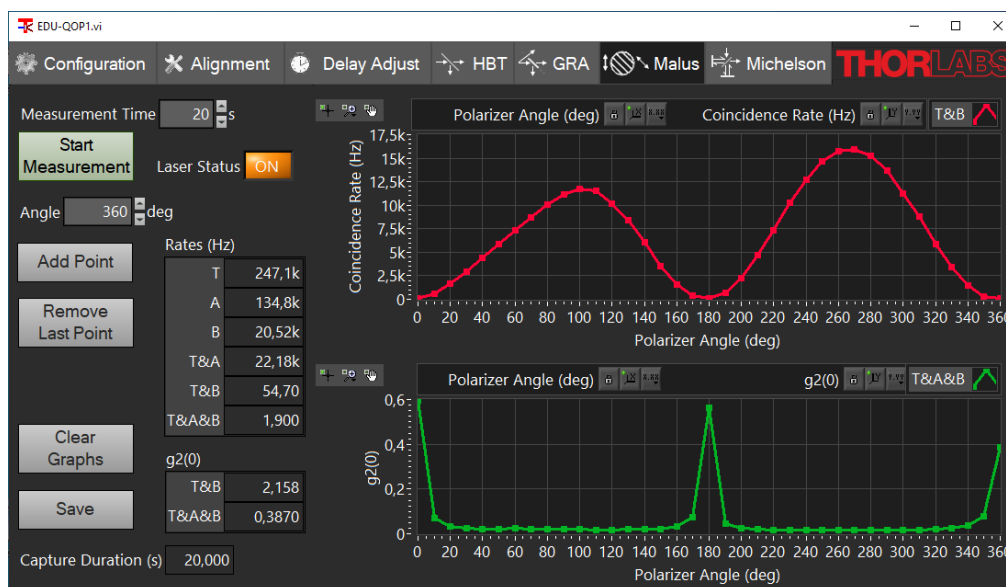 EDU-QOP1.vi
Configuration Alignment Delay Adjust HBT GRA Malus Michelson THORLABS
Measurement Time 20 s
Start
Measurement
Laser Status ON
Angle 360 deg
Add Point
Remove
Last Point
Clear
Graphs
Save
Capture Duration (s) 20,000
Rates (Hz)
T 247,1k
A 134,8k
B 20,52k
T&A 22,18k
T&B 54,70
T&A&B 1,900
g2(0)
T&B 2,158
T&A&B 0,3870
Polarizer Angle (deg) Coincidence Rate (Hz) T&B
Coincidence Rate (Hz)
17,5k
15k
12,5k
10k
7,5k
5k
2,5k
0
0 20 40 60 80 100 120 140 160 180 200 220 240 260 280 300 320 340 360
Polarizer Angle (deg)
Polarizer Angle (deg) g2(0) T&A&B
g2(0)
0,6
0,4
0,2
0
0 20 40 60 80 100 120 140 160 180 200 220 240 260 280 300 320 340 360
Polarizer Angle (deg)